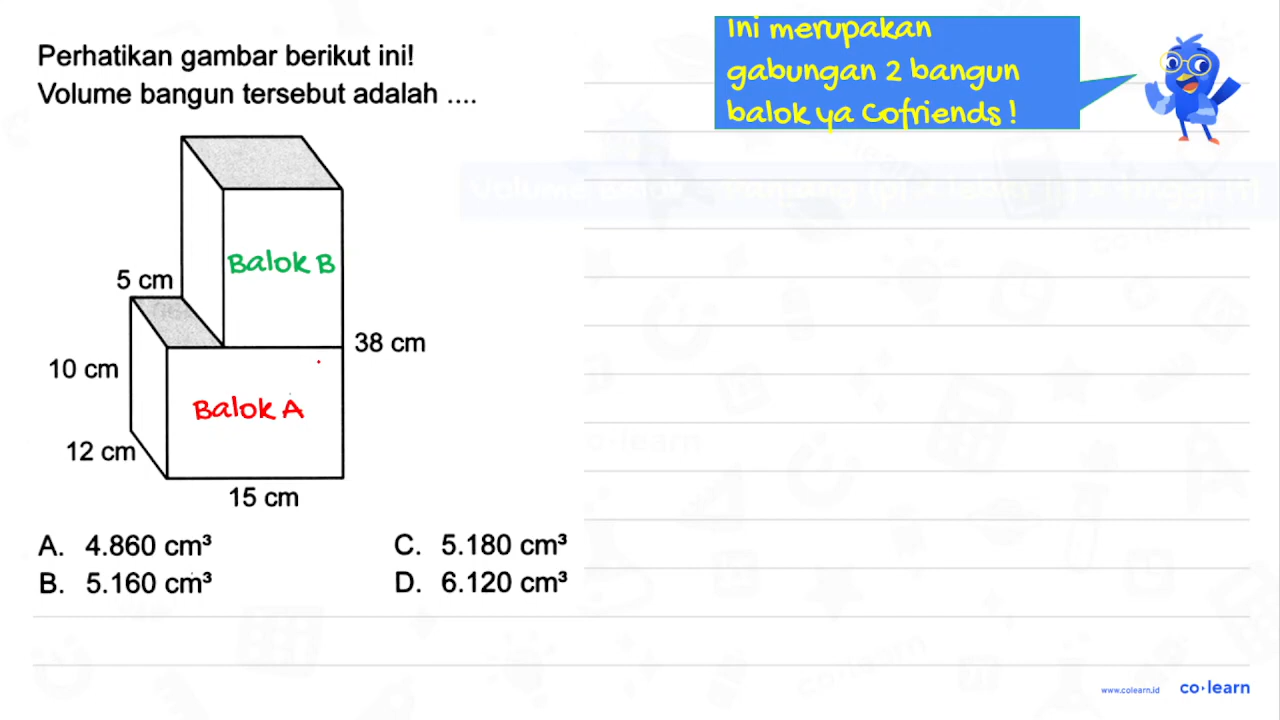 Perhatikan gambar berikut ini!
Volume bangun tersebut adalah ....
Ini merupakan
gabungan 2 bangun
balok ya Cofriends!
Balok B
5 cm
38 cm
10 cm
Balok A
12 cm
15 cm
A. 4.860 cm³
C. 5.180 cm³
B. 5.160 cm³
D. 6.120 cm³
www.colearn.id
co·learn